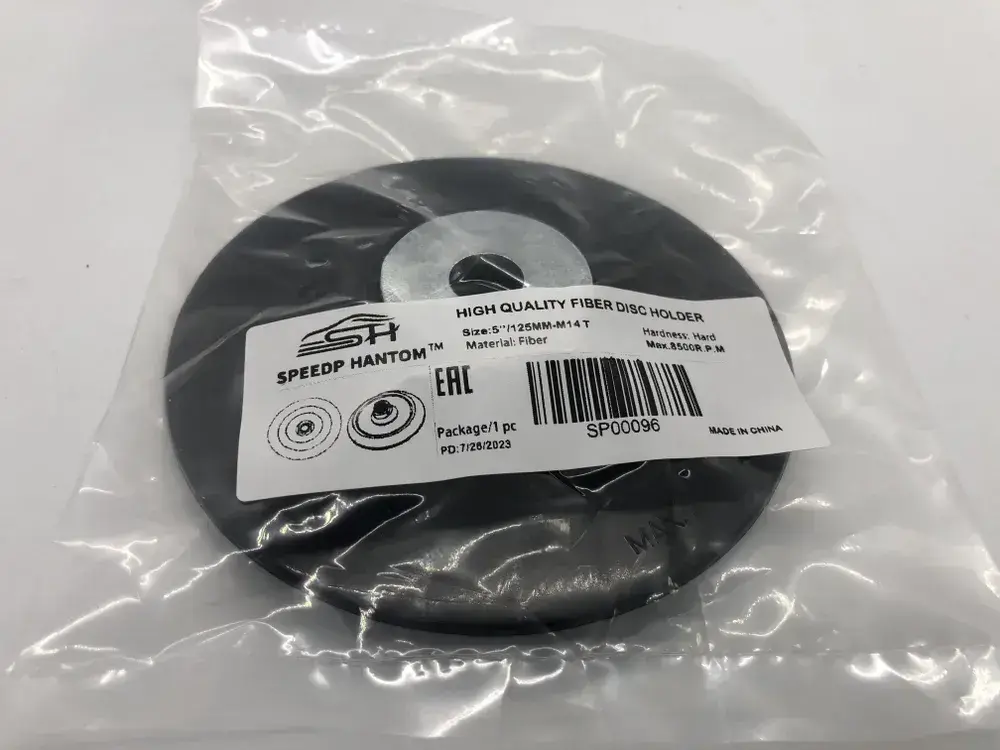 HIGH QUALITY FIBER DISC HOLDER
Size:5''/125MM-M14 T
Hardness: Hard
Material: Fiber
Max.8500R.P.M
SH
SPEEDP HANTOM™
EAC
Package/1 pc
PD:7/26/2023
SP00096
MADE IN CHINA
MAX.